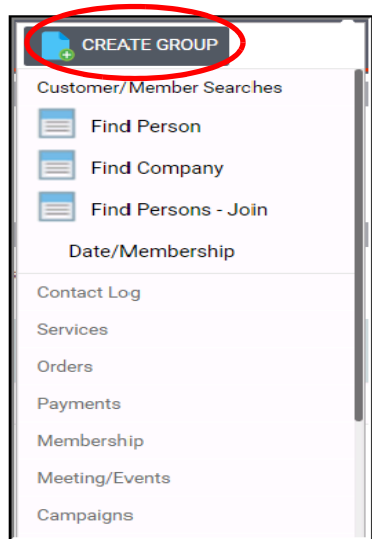 CREATE GROUP
Customer/Member Searches
Find Person
Find Company
Find Persons - Join
Date/Membership
Contact Log
Services
Orders
Payments
Membership
Meeting/Events
Campaigns